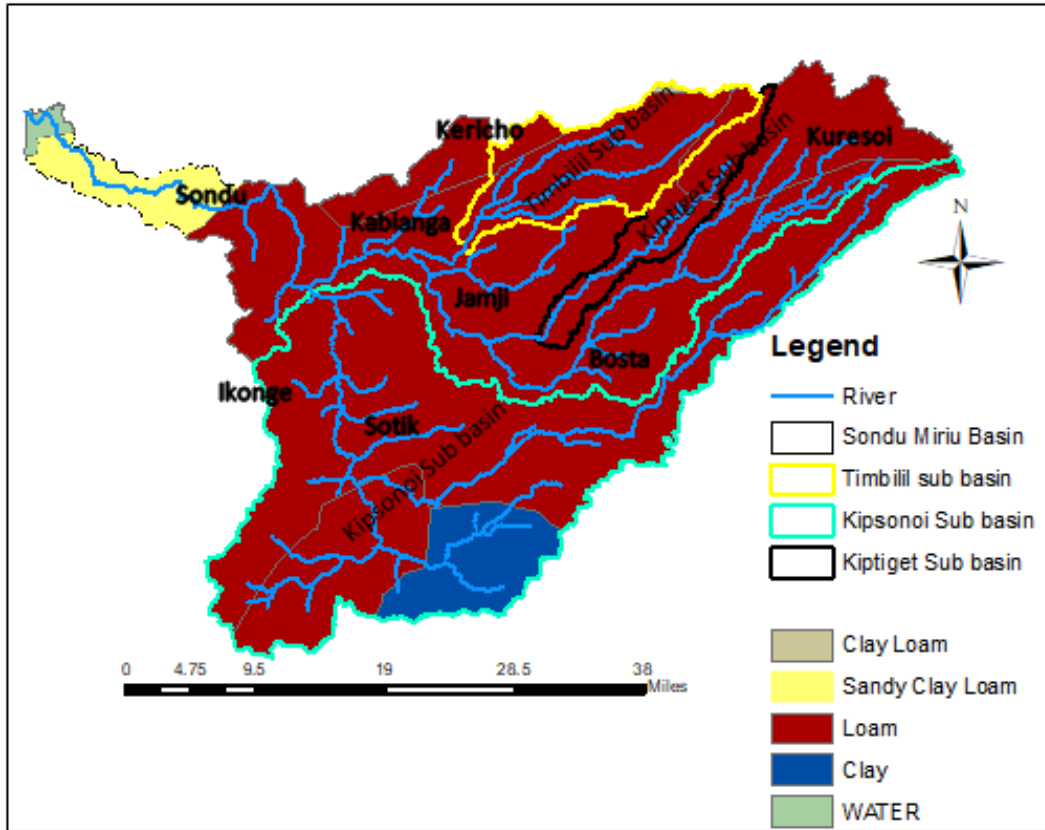 Kericho
Timbilil Sub basin
Kiptiget Sub basin
Kuresoi
Sondu
Kabianga
Jamji
Bosta
Ikonge
Sotik
Kipsonoi Sub basin
N
Legend
River
Sondu Miriu Basin
Timbilil sub basin
Kipsonoi Sub basin
Kiptiget Sub basin
Clay Loam
Sandy Clay Loam
Loam
Clay
WATER
0 4.75 9.5 19 28.5 38
Miles